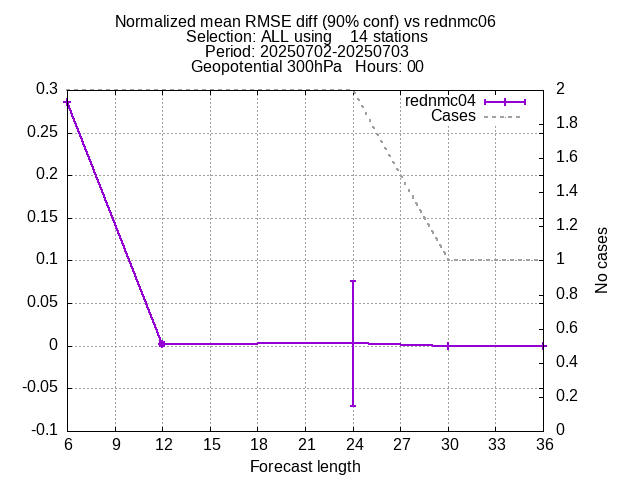 Normalized mean RMSE diff (90% conf) vs rednmc06
Selection: ALL using    14 stations
Period: 20250702-20250703
Geopotential 300hPa   Hours: 00
rednmc04
Cases
0.3
0.25
0.2
0.15
0.1
0.05
0
-0.05
-0.1
2
1.8
1.6
1.4
1.2
1
0.8
0.6
0.4
0.2
0
No cases
6 9 12 15 18 21 24 27 30 33 36
Forecast length